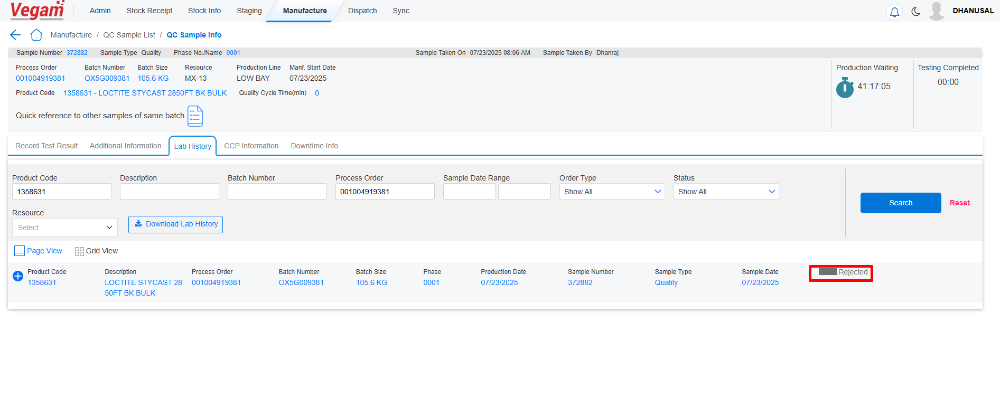 Vegam
Admin Stock Receipt Stock Info Staging Manufacture Dispatch Sync DHANUSAL
Manufacture / QC Sample List / QC Sample Info
Sample Number 372882 Sample Type Quality Phase No./Name 0001 - Sample Taken On 07/23/2025 08:06 AM Sample Taken By Dhanraj
Process Order Batch Number Batch Size Resource Production Line Manf. Start Date Production Waiting Testing Completed
001004919381 OX5G009381 105.6 KG MX-13 LOW BAY 07/23/2025 41:17:05 00:00
Product Code 1358631 - LOCTITE STYCAST 2850FT BK BULK Quality Cycle Time(min) 0
Quick reference to other samples of same batch
Record Test Result Additional Information Lab History CCP Information Downtime Info
Product Code Description Batch Number Process Order Sample Date Range Order Type Status
1358631 001004919381 Show All Show All
Search Reset
Resource
Select Download Lab History
Page View Grid View
Product Code Description Process Order Batch Number Batch Size Phase Production Date Sample Number Sample Type Sample Date Rejected
1358631 LOCTITE STYCAST 28 001004919381 OX5G009381 105.6 KG 0001 07/23/2025 372882 Quality 07/23/2025
50FT BK BULK